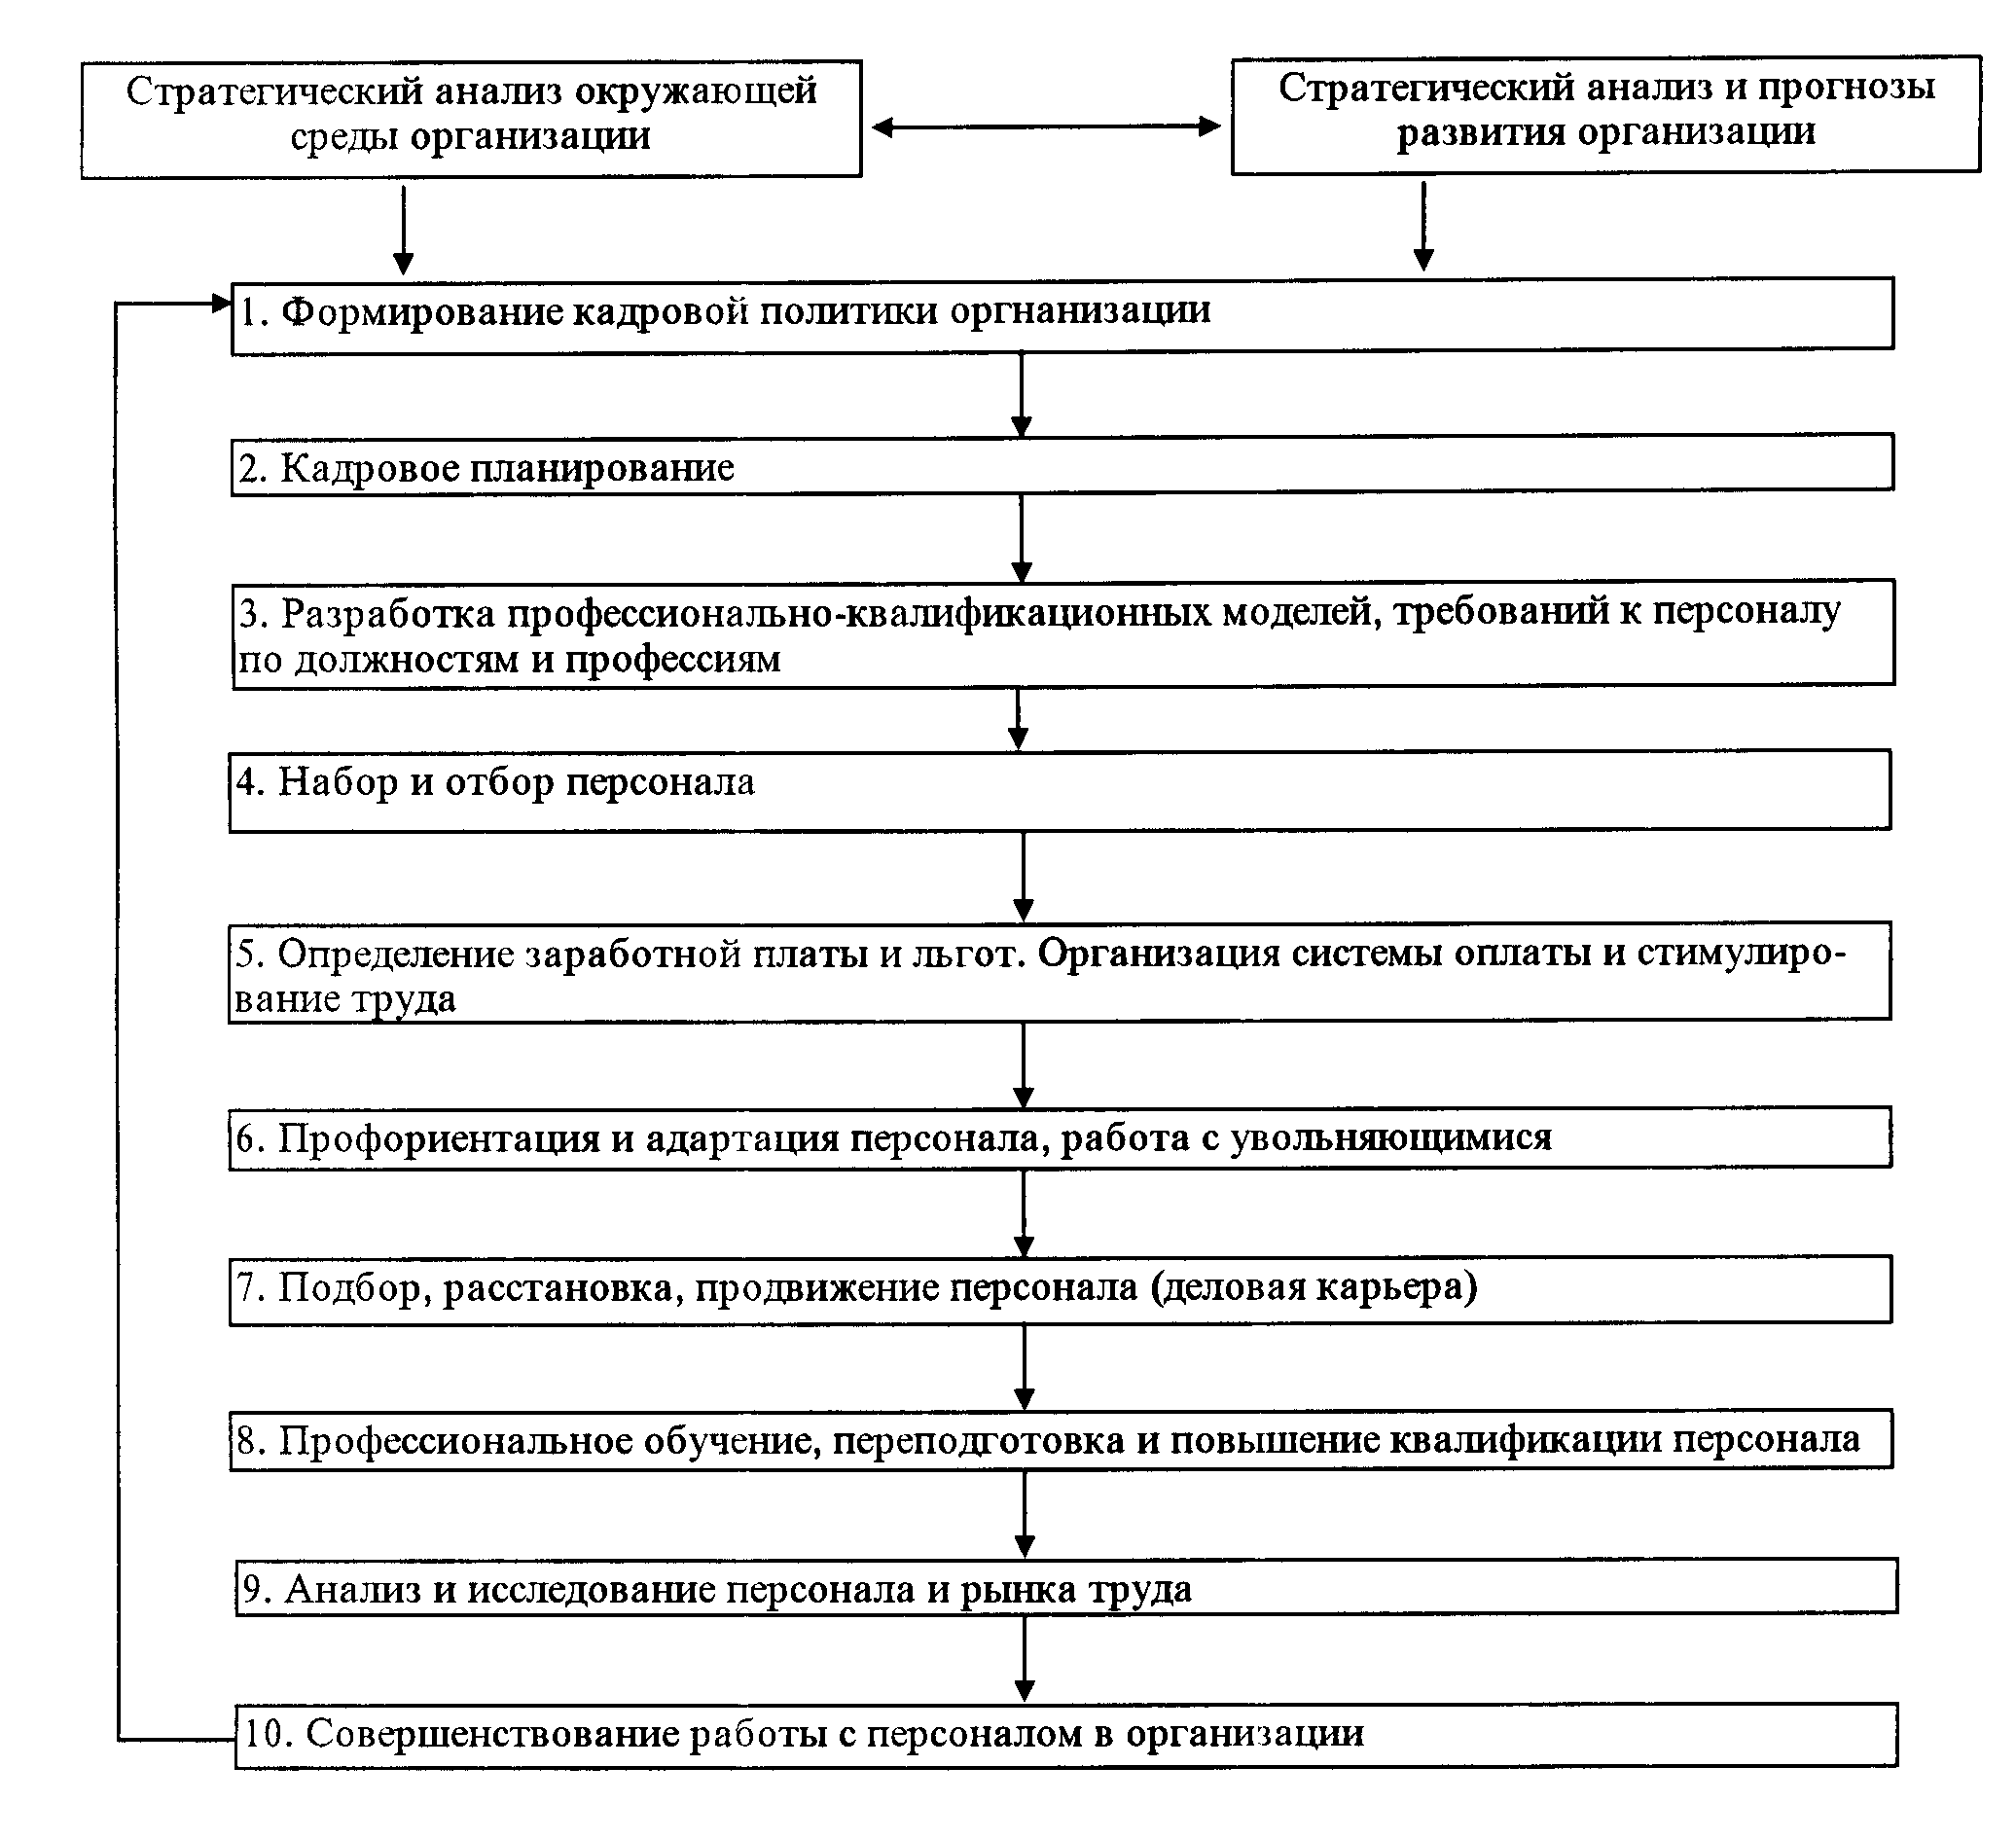 Стратегический анализ окружающей
среды организации
Стратегический анализ и прогнозы
развития организации
1. Формирование кадровой политики оргнанизации
2. Кадровое планирование
3. Разработка профессионально-квалификационных моделей, требований к персоналу
по должностям и профессиям
4. Набор и отбор персонала
5. Определение заработной платы и льгот. Организация системы оплаты и стимулиро-
вание труда
6. Профориентация и адартация персонала, работа с увольняющимися
7. Подбор, расстановка, продвижение персонала (деловая карьера)
8. Профессиональное обучение, переподготовка и повышение квалификации персонала
9. Анализ и исследование персонала и рынка труда
10. Совершенствование работы с персоналом в организации